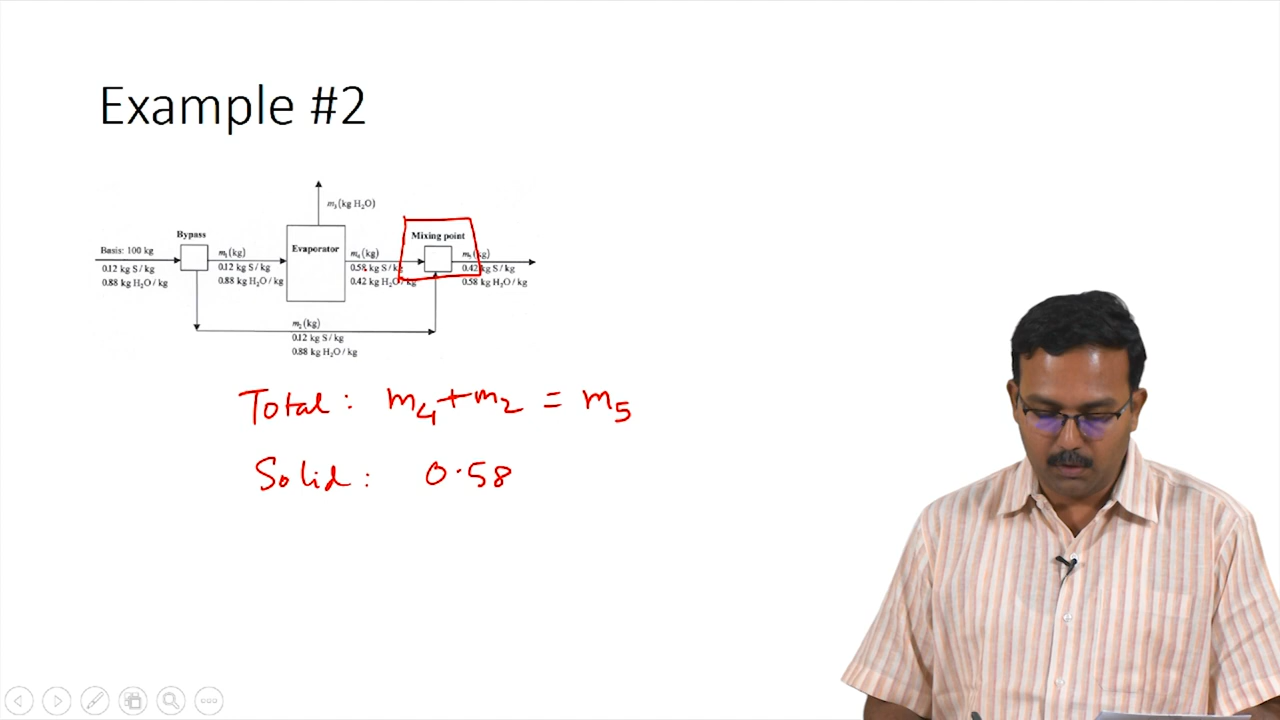 Example #2
m₃(kg H₂O)
Bypass
Mixing point
Evaporator
Basis: 100 kg
m₁(kg)
m₄(kg)
m₅(kg)
0.12 kg S/kg
0.12 kg S/kg
0.58 kg S/kg
0.42 kg S/kg
0.88 kg H₂O/kg
0.88 kg H₂O/kg
0.42 kg H₂O/kg
0.58 kg H₂O/kg
m₂(kg)
0.12 kg S/kg
0.88 kg H₂O/kg
Total: m₄+m₂ = m₅
Solid: 0.58